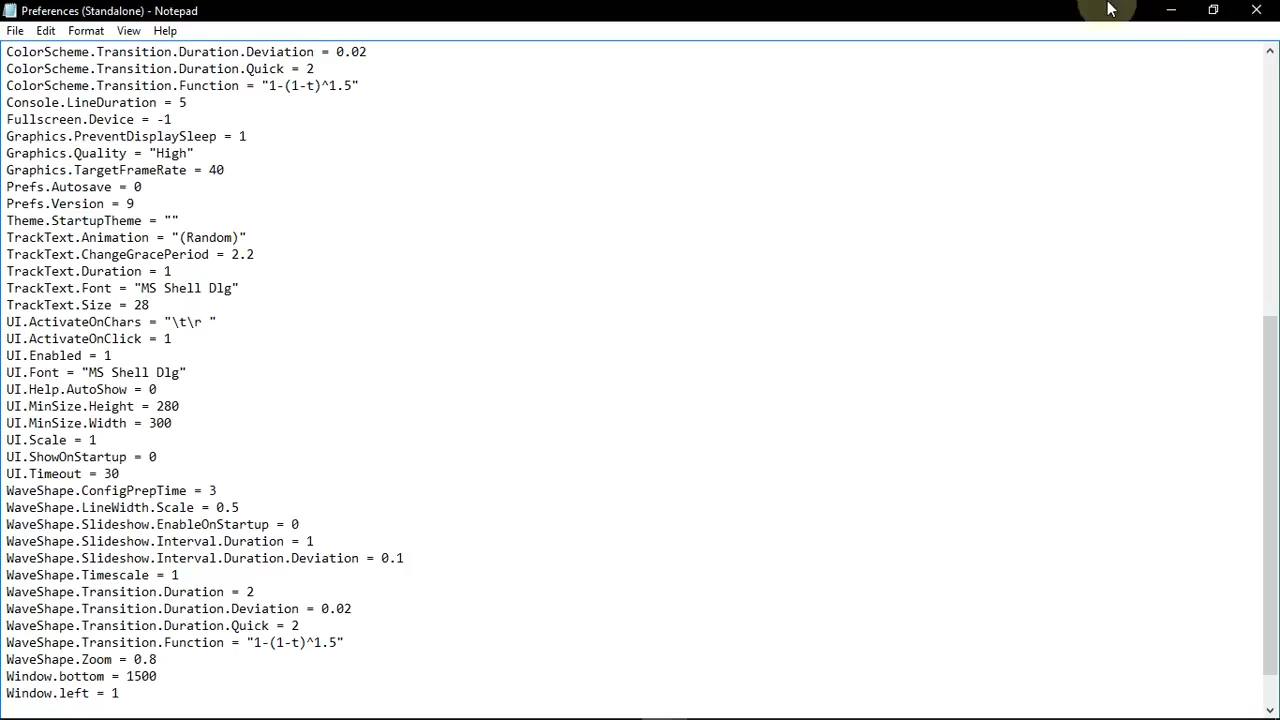 Preferences (Standalone) - Notepad
File Edit Format View Help
ColorScheme.Transition.Duration.Deviation = 0.02
ColorScheme.Transition.Duration.Quick = 2
ColorScheme.Transition.Function = "1-(1-t)^1.5"
Console.LineDuration = 5
Fullscreen.Device = -1
Graphics.PreventDisplaySleep = 1
Graphics.Quality = "High"
Graphics.TargetFrameRate = 40
Prefs.Autosave = 0
Prefs.Version = 9
Theme.StartupTheme = ""
TrackText.Animation = "(Random)"
TrackText.ChangeGracePeriod = 2.2
TrackText.Duration = 1
TrackText.Font = "MS Shell Dlg"
TrackText.Size = 28
UI.ActivateOnChars = "\t\r "
UI.ActivateOnClick = 1
UI.Enabled = 1
UI.Font = "MS Shell Dlg"
UI.Help.AutoShow = 0
UI.MinSize.Height = 280
UI.MinSize.Width = 300
UI.Scale = 1
UI.ShowOnStartup = 0
UI.Timeout = 30
WaveShape.ConfigPrepTime = 3
WaveShape.LineWidth.Scale = 0.5
WaveShape.Slideshow.EnableOnStartup = 0
WaveShape.Slideshow.Interval.Duration = 1
WaveShape.Slideshow.Interval.Duration.Deviation = 0.1
WaveShape.Timescale = 1
WaveShape.Transition.Duration = 2
WaveShape.Transition.Duration.Deviation = 0.02
WaveShape.Transition.Duration.Quick = 2
WaveShape.Transition.Function = "1-(1-t)^1.5"
WaveShape.Zoom = 0.8
Window.bottom = 1500
Window.left = 1